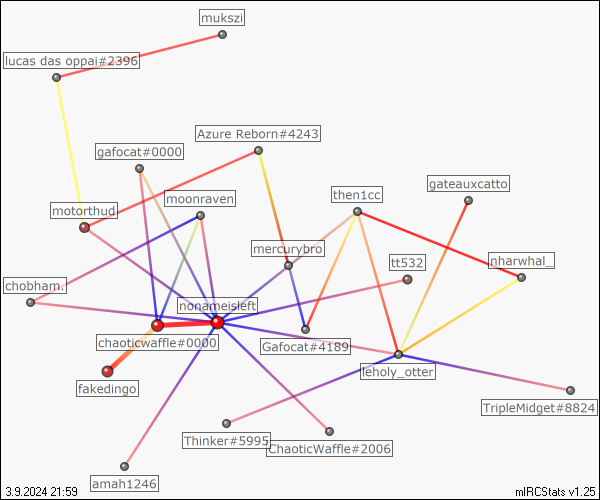 mukszi
lucas das oppai#2396
Azure Reborn#4243
gafocat#0000
gateauxcatto
moonraven
then1cc
motorthud
mercurybro
tt532
nharwhal_
chobham.
nonameisleft
chaoticwaffle#0000
Gafocat#4189
leholy_otter
fakedingo
TripleMidget#8824
Thinker#5995
ChaoticWaffle#2006
amah1246
3.9.2024 21:59
mIRCStats v1.25